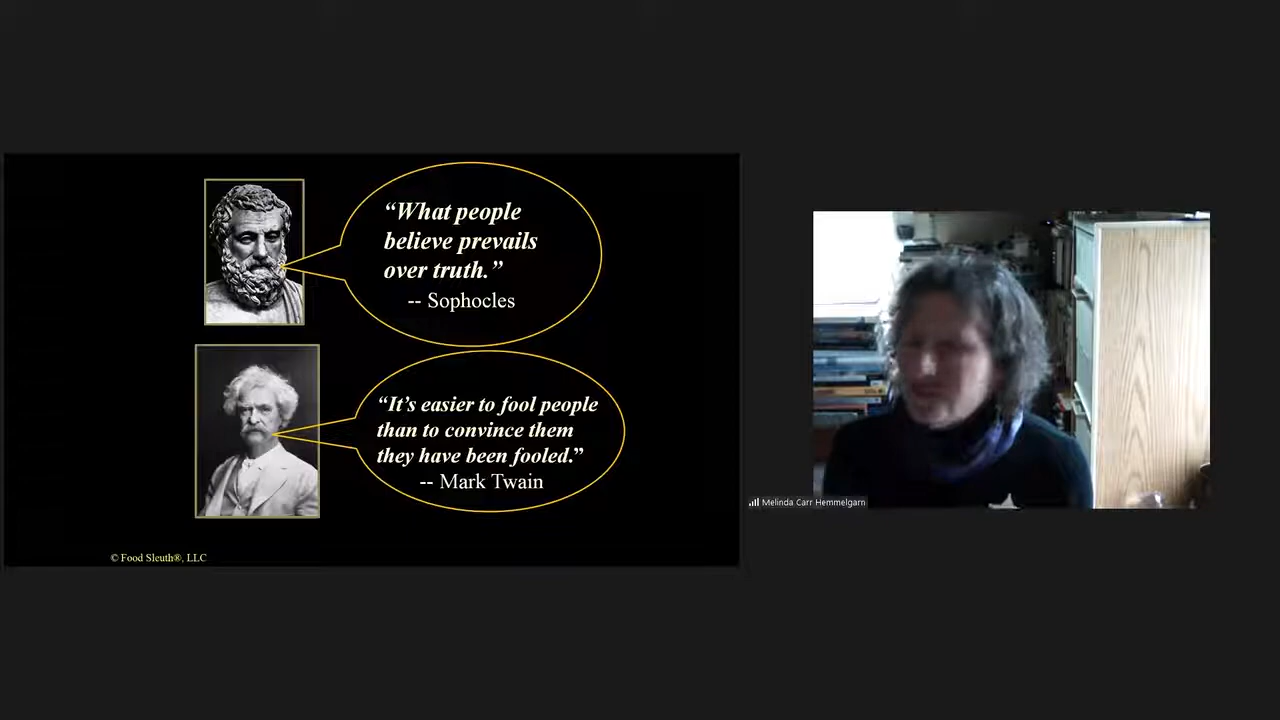 “What people
believe prevails
over truth.”
-- Sophocles
“It’s easier to fool people
than to convince them
they have been fooled.”
-- Mark Twain
© Food Sleuth®, LLC
Melinda Carr Hemmelgarn